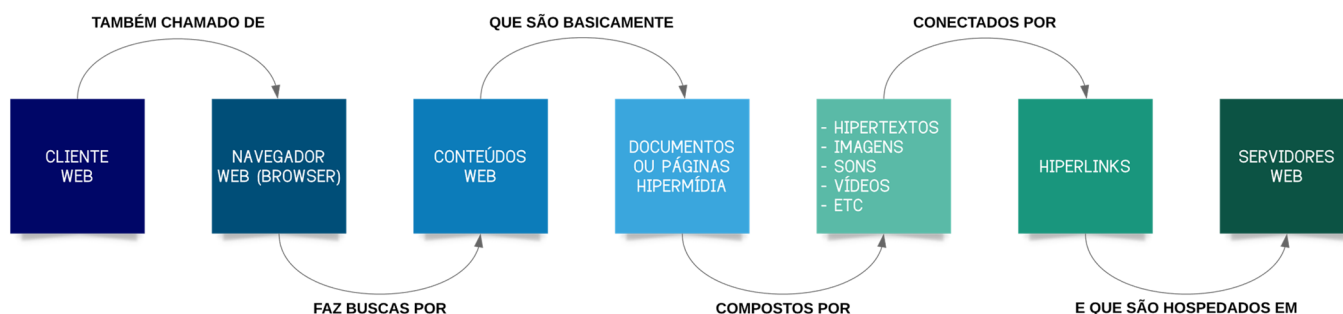 TAMBÉM CHAMADO DE
QUE SÃO BASICAMENTE
CONECTADOS POR
CLIENTE
WEB
NAVEGADOR
WEB (BROWSER)
CONTEÚDOS
WEB
DOCUMENTOS
OU PÁGINAS
HIPERMÍDIA
- HIPERTEXTOS
- IMAGENS
- SONS
- VÍDEOS
- ETC
HIPERLINKS
SERVIDORES
WEB
FAZ BUSCAS POR
COMPOSTOS POR
E QUE SÃO HOSPEDADOS EM